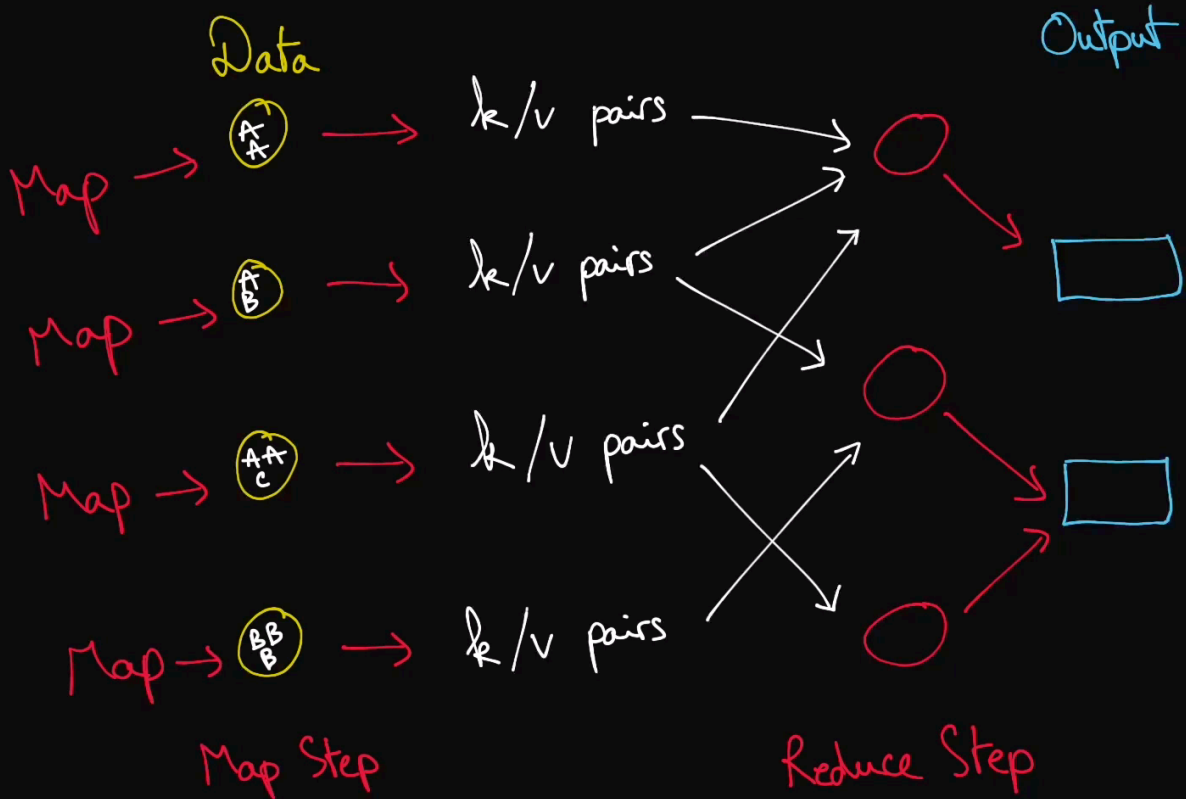 Data
Output
Map
A
A
k/v pairs
Map
A
B
k/v pairs
Map
AA
C
k/v pairs
Map
BB
B
k/v pairs
Map Step
Reduce Step